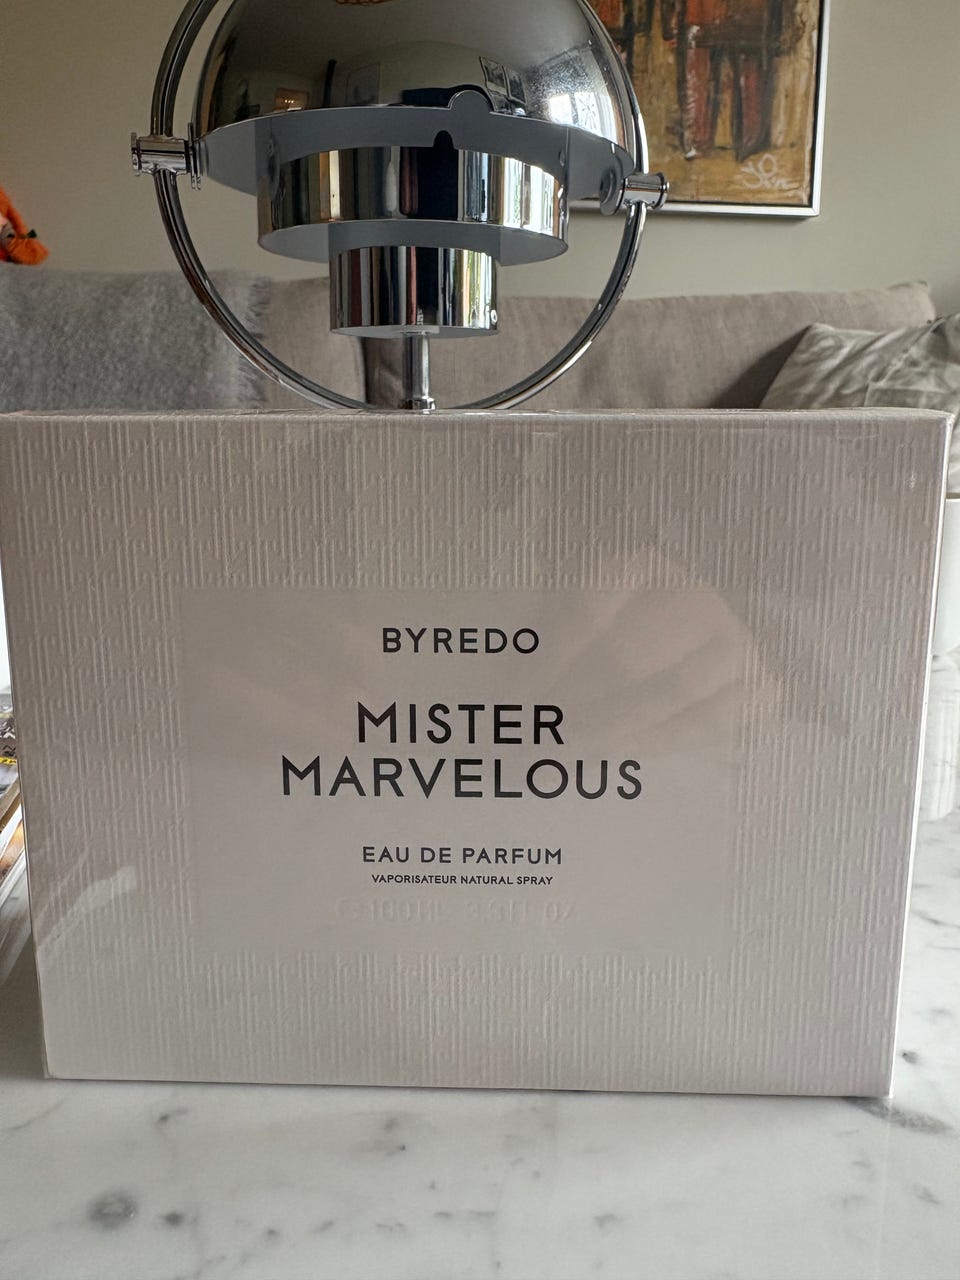 BYREDO
MISTER
MARVELOUS
EAU DE PARFUM
VAPORISATEUR NATURAL SPRAY